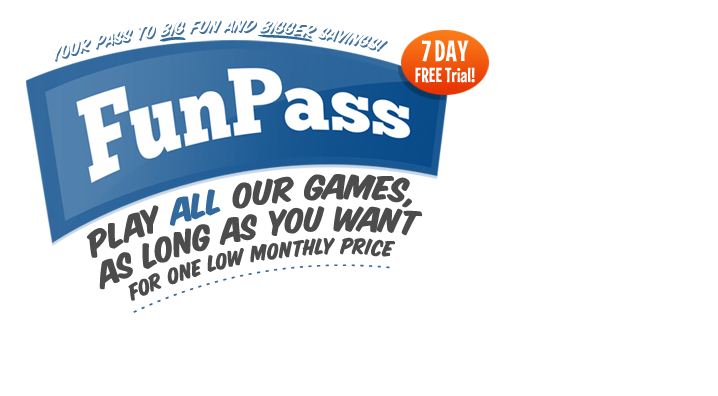 YOUR PASS TO BIG FUN AND BIGGER SAVINGS!
7 DAY
FREE Trial!
FunPass
PLAY ALL OUR GAMES,
AS LONG AS YOU WANT
FOR ONE LOW MONTHLY PRICE